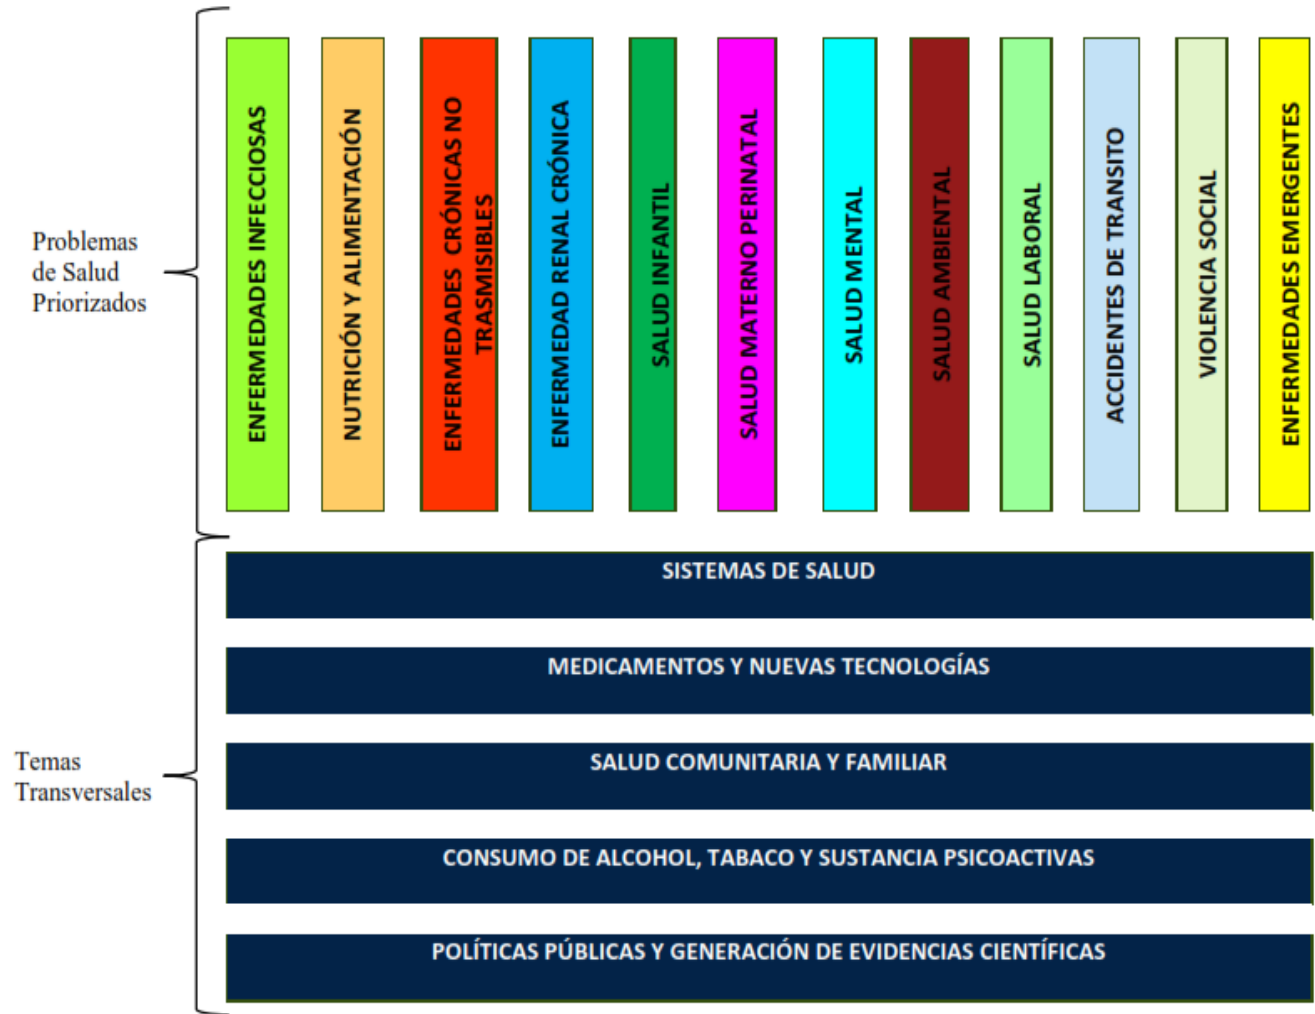 Problemas
de Salud
Priorizados
ENFERMEDADES INFECCIOSAS
NUTRICIÓN Y ALIMENTACIÓN
ENFERMEDADES CRÓNICAS NO
TRASMISIBLES
ENFERMEDAD RENAL CRÓNICA
SALUD INFANTIL
SALUD MATERNO PERINATAL
SALUD MENTAL
SALUD AMBIENTAL
SALUD LABORAL
ACCIDENTES DE TRANSITO
VIOLENCIA SOCIAL
ENFERMEDADES EMERGENTES
Temas
Transversales
SISTEMAS DE SALUD
MEDICAMENTOS Y NUEVAS TECNOLOGÍAS
SALUD COMUNITARIA Y FAMILIAR
CONSUMO DE ALCOHOL, TABACO Y SUSTANCIA PSICOACTIVAS
POLÍTICAS PÚBLICAS Y GENERACIÓN DE EVIDENCIAS CIENTÍFICAS